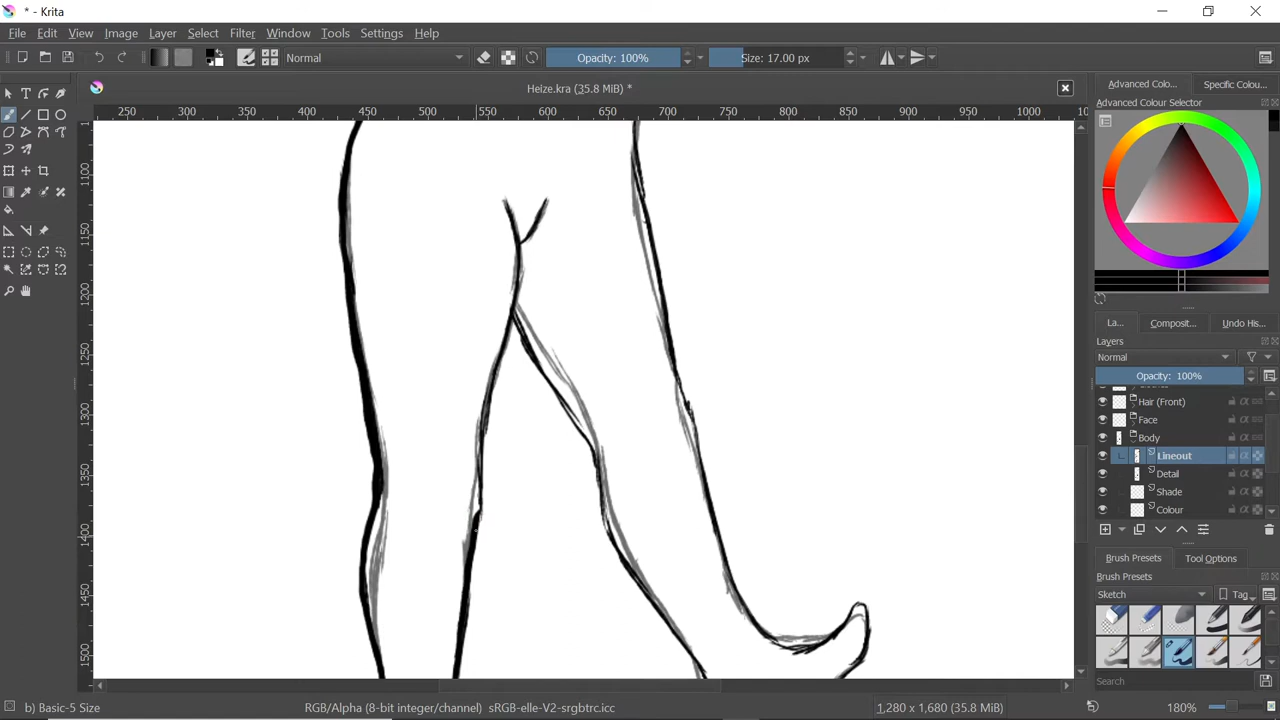 * - Krita
File Edit View Image Layer Select Filter Tools Window Settings Help
Normal Opacity: 100% Size: 17.00 px
Heize.kra (35.8 MiB) *
250 300 350 400 450 500 550 600 650 700 750 800 850 900 950 1000
1100
1150
1200
1250
1300
1350
1400
1450
1500
Advanced Colo... Specific Colou...
Advanced Colour Selector
La... Composit... Undo His...
Layers
Normal
Opacity: 100%
Hair (Front)
Face
Body
Lineout
Detail
Shade
Colour
Brush Presets Tool Options
Brush Presets
Sketch Tag
Search
b) Basic-5 Size RGB/Alpha (8-bit integer/channel) sRGB-elle-V2-srgbtrc.icc 1,280 x 1,680 (35.8 MiB) 180%